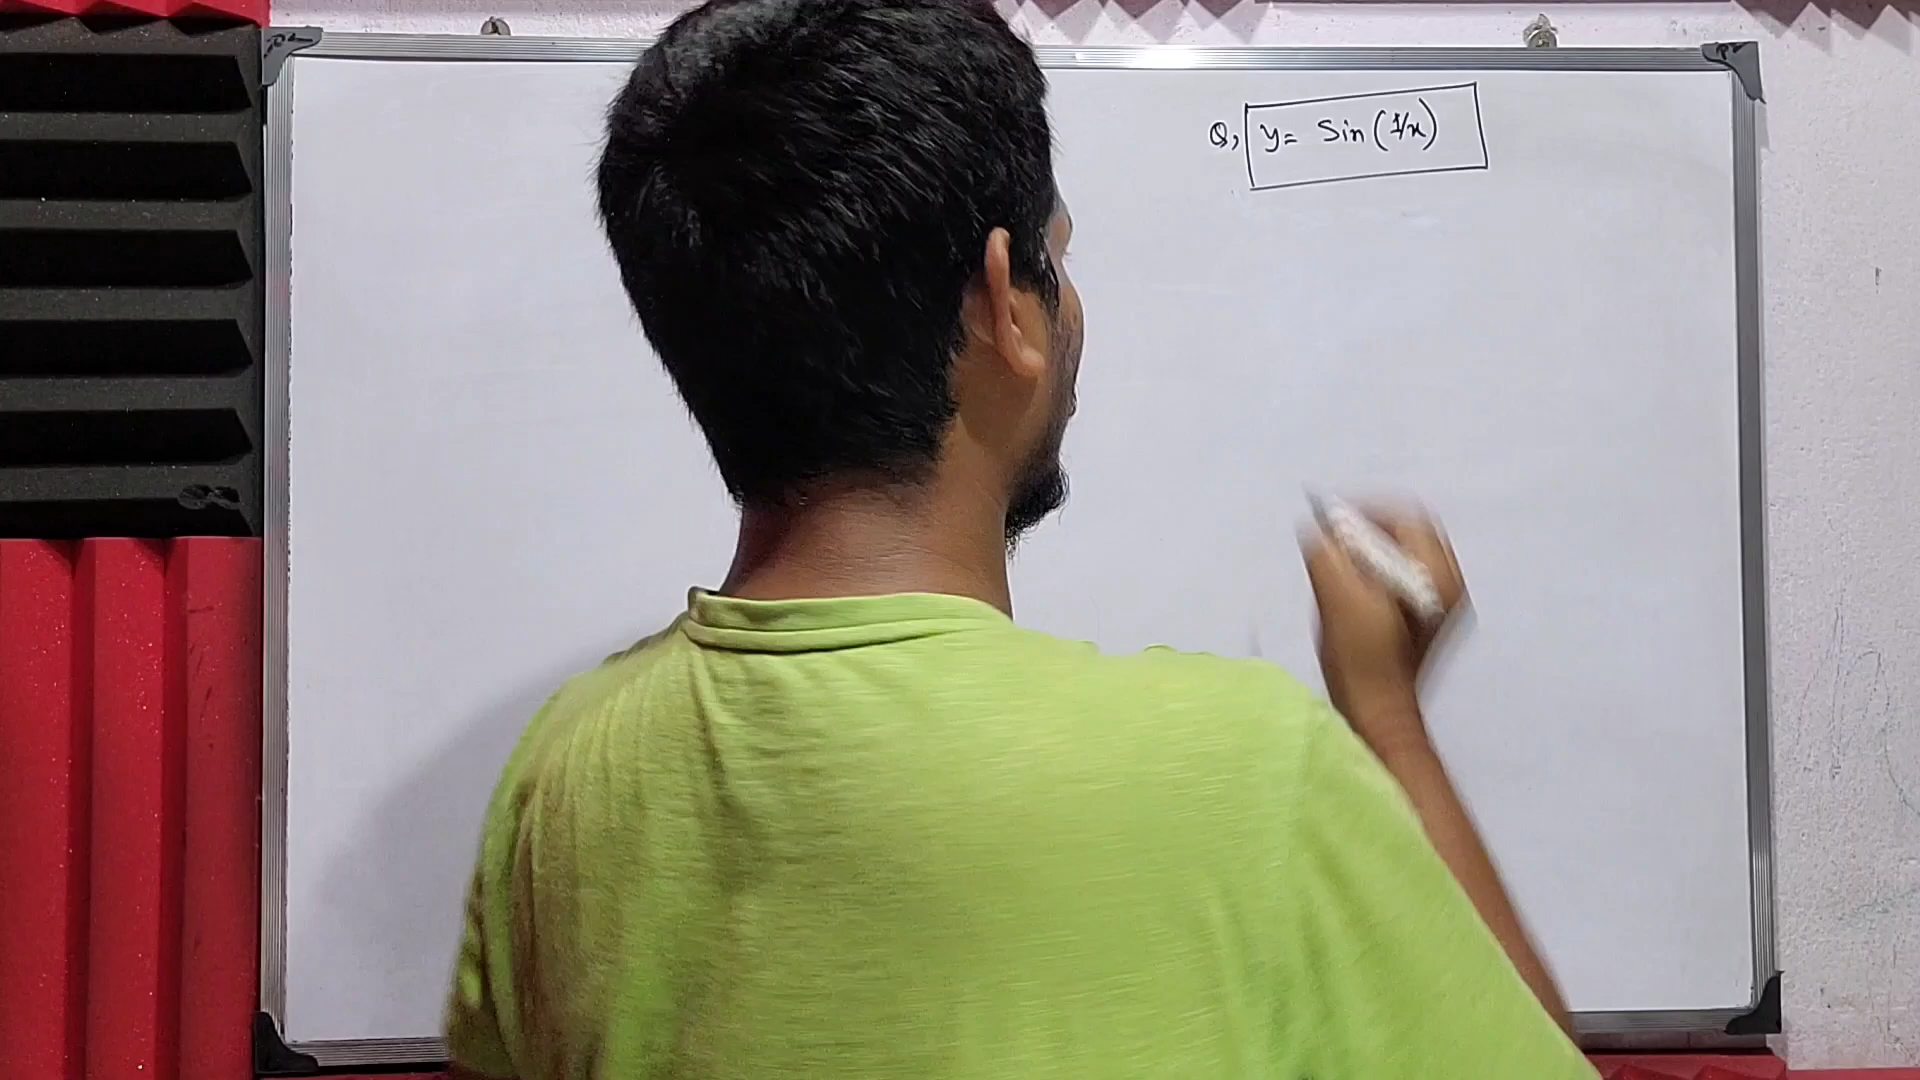 Q, y = Sin (1/x)